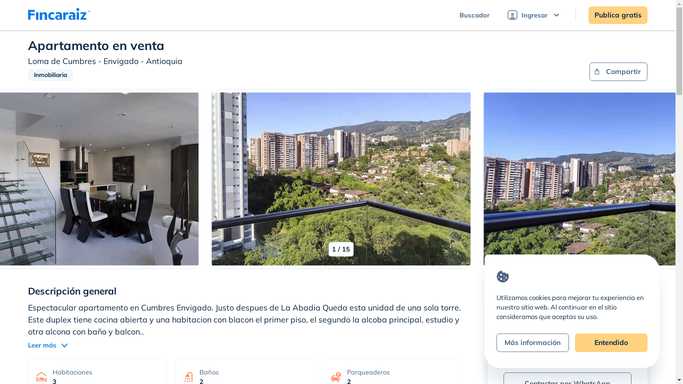 Fincaraiz
Buscador
Ingresar
Publica gratis
Apartamento en venta
Loma de Cumbres - Envigado - Antioquia
Inmobiliaria
Compartir
1 / 15
Descripción general
Espectacular apartamento en Cumbres Envigado. Justo despues de La Abadia Queda esta unidad de una sola torre.
Este duplex tiene cocina abierta y una habitacion con blacon el primer piso, el segundo la alcoba principal. estudio y
otra alcona con baño y balcon..
Leer más
Habitaciones
3
Baños
2
Parqueaderos
2
Utilizamos cookies para mejorar tu experiencia en
nuestro sitio web. Al continuar en el sitio
consideramos que aceptas su uso.
Más información
Entendido
Contactar por WhatsApp